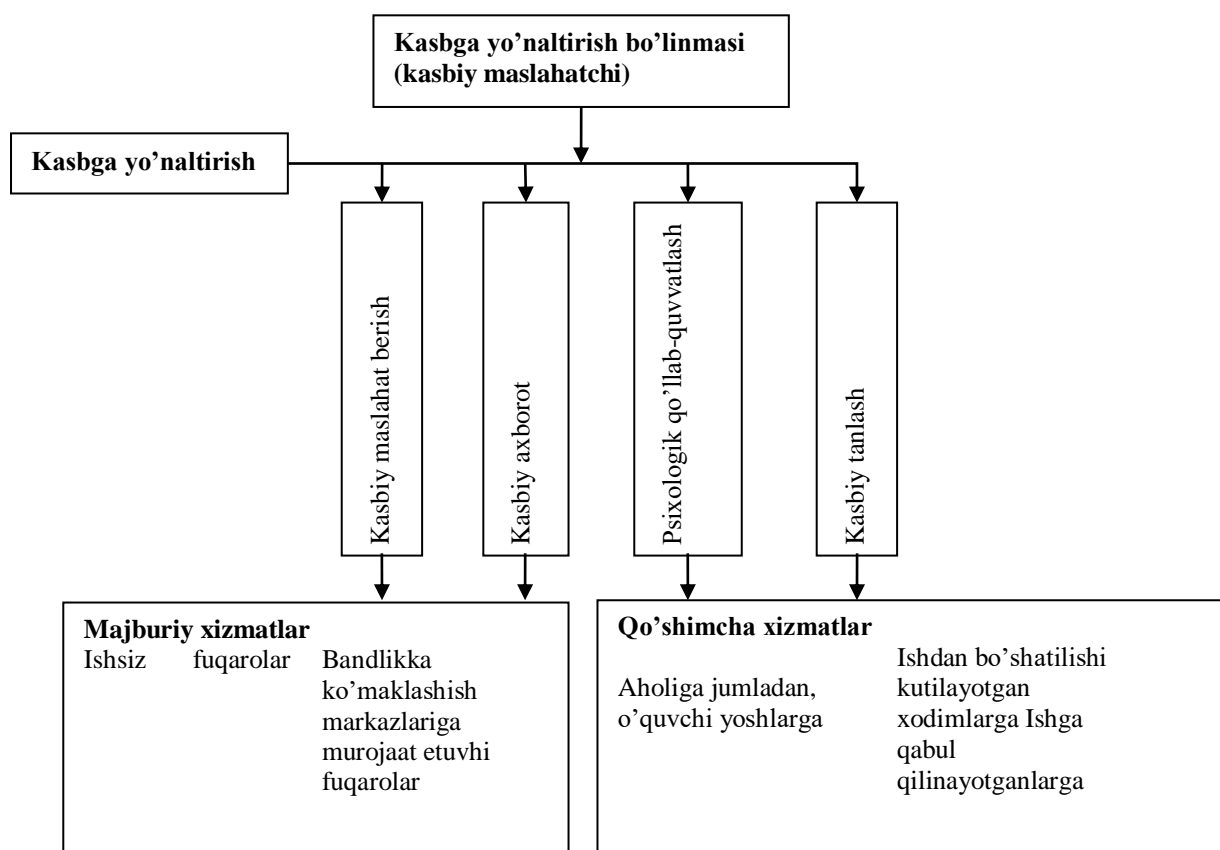 Kasbga yo’naltirish bo’linmasi
(kasbiy maslahatchi)
Kasbga yo’naltirish
Kasbiy maslahat berish
Kasbiy axborot
Psixologik qo’llab-quvvatlash
Kasbiy tanlash
Majburiy xizmatlar
Ishsiz fuqarolar
Bandlikka
ko’maklashish
markazlariga
murojaat etuvhi
fuqarolar
Qo’shimcha xizmatlar
Aholiga jumladan,
o’quvchi yoshlarga
Ishdan bo’shatilishi
kutilayotgan
xodimlarga Ishga
qabul
qilinayotganlarga